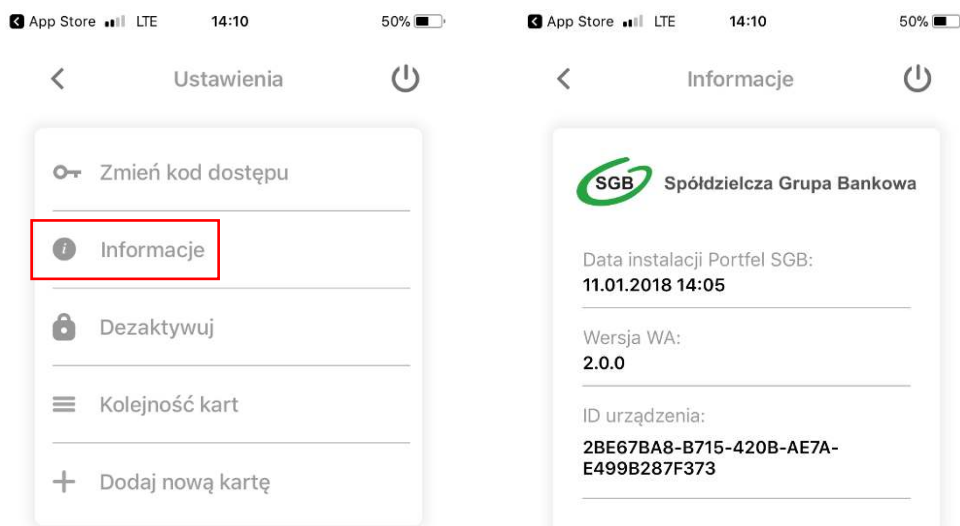 App Store LTE 14:10 50%
Ustawienia
Zmień kod dostępu
Informacje
Dezaktywuj
Kolejność kart
Dodaj nową kartę
App Store LTE 14:10 50%
Informacje
SGB Spółdzielcza Grupa Bankowa
Data instalacji Portfel SGB:
11.01.2018 14:05
Wersja WA:
2.0.0
ID urządzenia:
2BE67BA8-B715-420B-AE7A-
E499B287F373